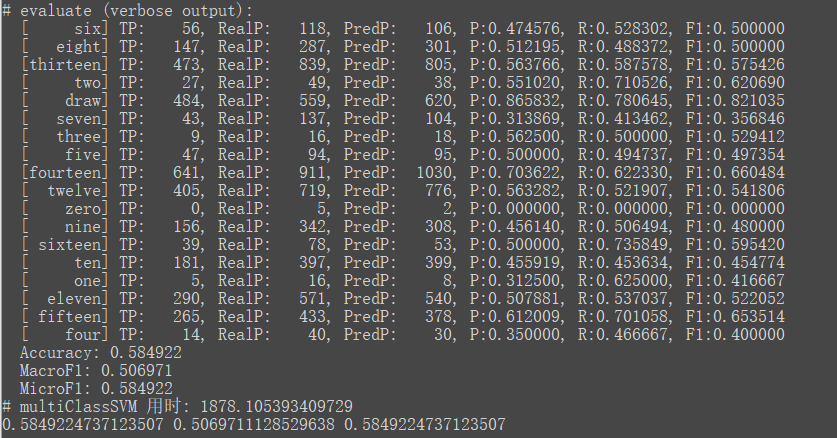 # evaluate (verbose output):
[     six] TP:    56, RealP:   118, PredP:   106, P:0.474576, R:0.528302, F1:0.500000
[   eight] TP:   147, RealP:   287, PredP:   301, P:0.512195, R:0.488372, F1:0.500000
[thirteen] TP:   473, RealP:   839, PredP:   805, P:0.563766, R:0.587578, F1:0.575426
[     two] TP:    27, RealP:    49, PredP:    38, P:0.551020, R:0.710526, F1:0.620690
[    draw] TP:   484, RealP:   559, PredP:   620, P:0.865832, R:0.780645, F1:0.821035
[   seven] TP:    43, RealP:   137, PredP:   104, P:0.313869, R:0.413462, F1:0.356846
[   three] TP:     9, RealP:    16, PredP:    18, P:0.562500, R:0.500000, F1:0.529412
[    five] TP:    47, RealP:    94, PredP:    95, P:0.500000, R:0.494737, F1:0.497354
[fourteen] TP:   641, RealP:   911, PredP:  1030, P:0.703622, R:0.622330, F1:0.660484
[  twelve] TP:   405, RealP:   719, PredP:   776, P:0.563282, R:0.521907, F1:0.541806
[    zero] TP:     0, RealP:     5, PredP:     2, P:0.000000, R:0.000000, F1:0.000000
[    nine] TP:   156, RealP:   342, PredP:   308, P:0.456140, R:0.506494, F1:0.480000
[ sixteen] TP:    39, RealP:    78, PredP:    53, P:0.500000, R:0.735849, F1:0.595420
[     ten] TP:   181, RealP:   397, PredP:   399, P:0.455919, R:0.453634, F1:0.454774
[     one] TP:     5, RealP:    16, PredP:     8, P:0.312500, R:0.625000, F1:0.416667
[  eleven] TP:   290, RealP:   571, PredP:   540, P:0.507881, R:0.537037, F1:0.522052
[ fifteen] TP:   265, RealP:   433, PredP:   378, P:0.612009, R:0.701058, F1:0.653514
[    four] TP:    14, RealP:    40, PredP:    30, P:0.350000, R:0.466667, F1:0.400000
Accuracy: 0.584922
MacroF1: 0.506971
MicroF1: 0.584922
# multiClassSVM 用时: 1878.105393409729
0.5849224737123507 0.5069711128529638 0.5849224737123507